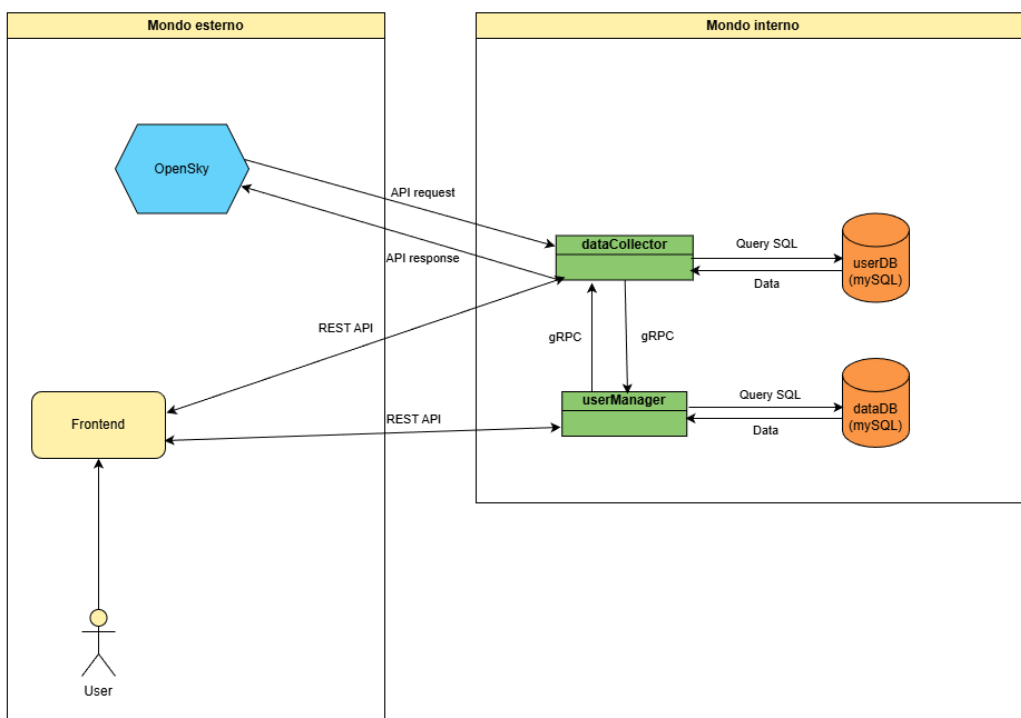 Mondo esterno
Mondo interno
OpenSky
API request
API response
dataCollector
Query SQL
Data
userDB
(mySQL)
REST API
gRPC
gRPC
Frontend
REST API
userManager
Query SQL
Data
dataDB
(mySQL)
User